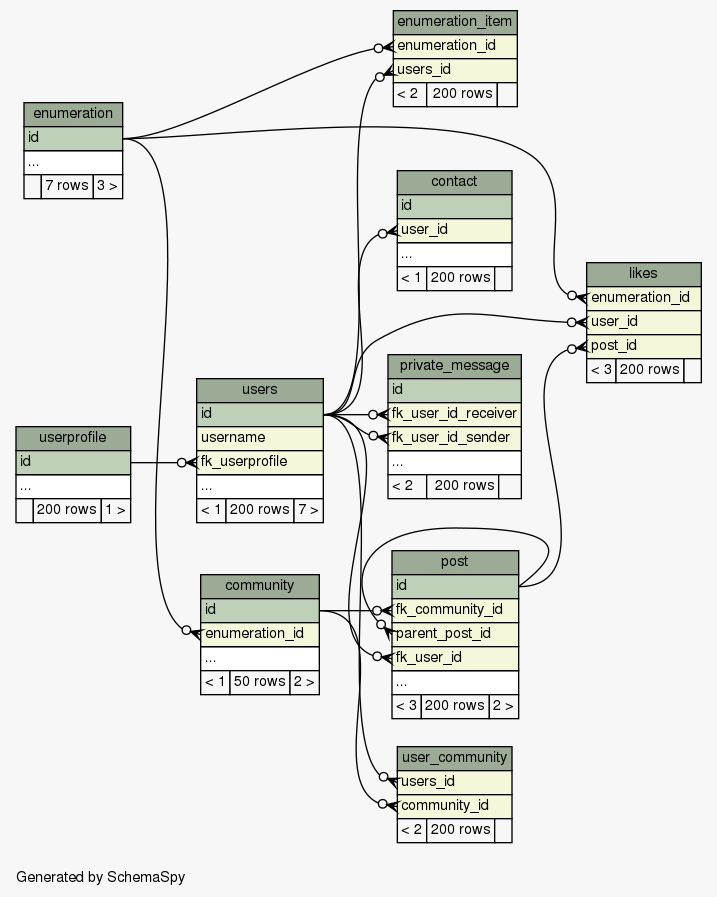 enumeration_item
enumeration_id
users_id
< 2 200 rows
enumeration
id
...
7 rows 3 >
contact
id
user_id
...
< 1 200 rows
likes
enumeration_id
user_id
post_id
< 3 200 rows
private_message
id
fk_user_id_receiver
fk_user_id_sender
...
< 2 200 rows
users
id
username
fk_userprofile
...
< 1 200 rows 7 >
userprofile
id
...
200 rows 1 >
post
id
fk_community_id
parent_post_id
fk_user_id
...
< 3 200 rows 2 >
community
id
enumeration_id
...
< 1 50 rows 2 >
user_community
users_id
community_id
< 2 200 rows
Generated by SchemaSpy